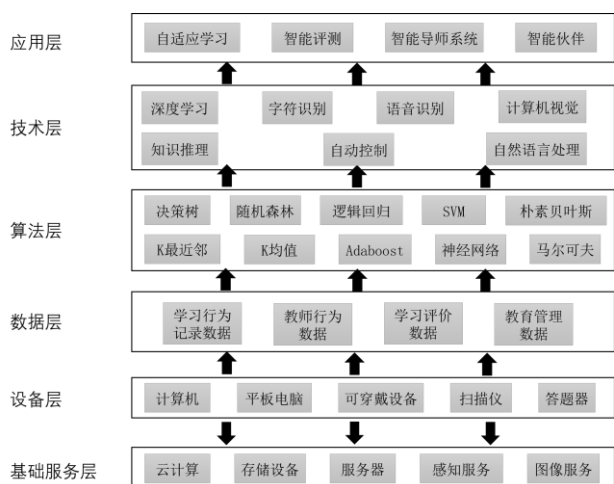 应用层
自适应学习 智能评测 智能导师系统 智能伙伴
技术层
深度学习 字符识别 语音识别 计算机视觉
知识推理 自动控制 自然语言处理
算法层
决策树 随机森林 逻辑回归 SVM 朴素贝叶斯
K最近邻 K均值 Adaboost 神经网络 马尔可夫
数据层
学习行为 教师行为 学习评价 教育管理
记录数据 数据 数据 数据
设备层
计算机 平板电脑 可穿戴设备 扫描仪 答题器
基础服务层
云计算 存储设备 服务器 感知服务 图像服务